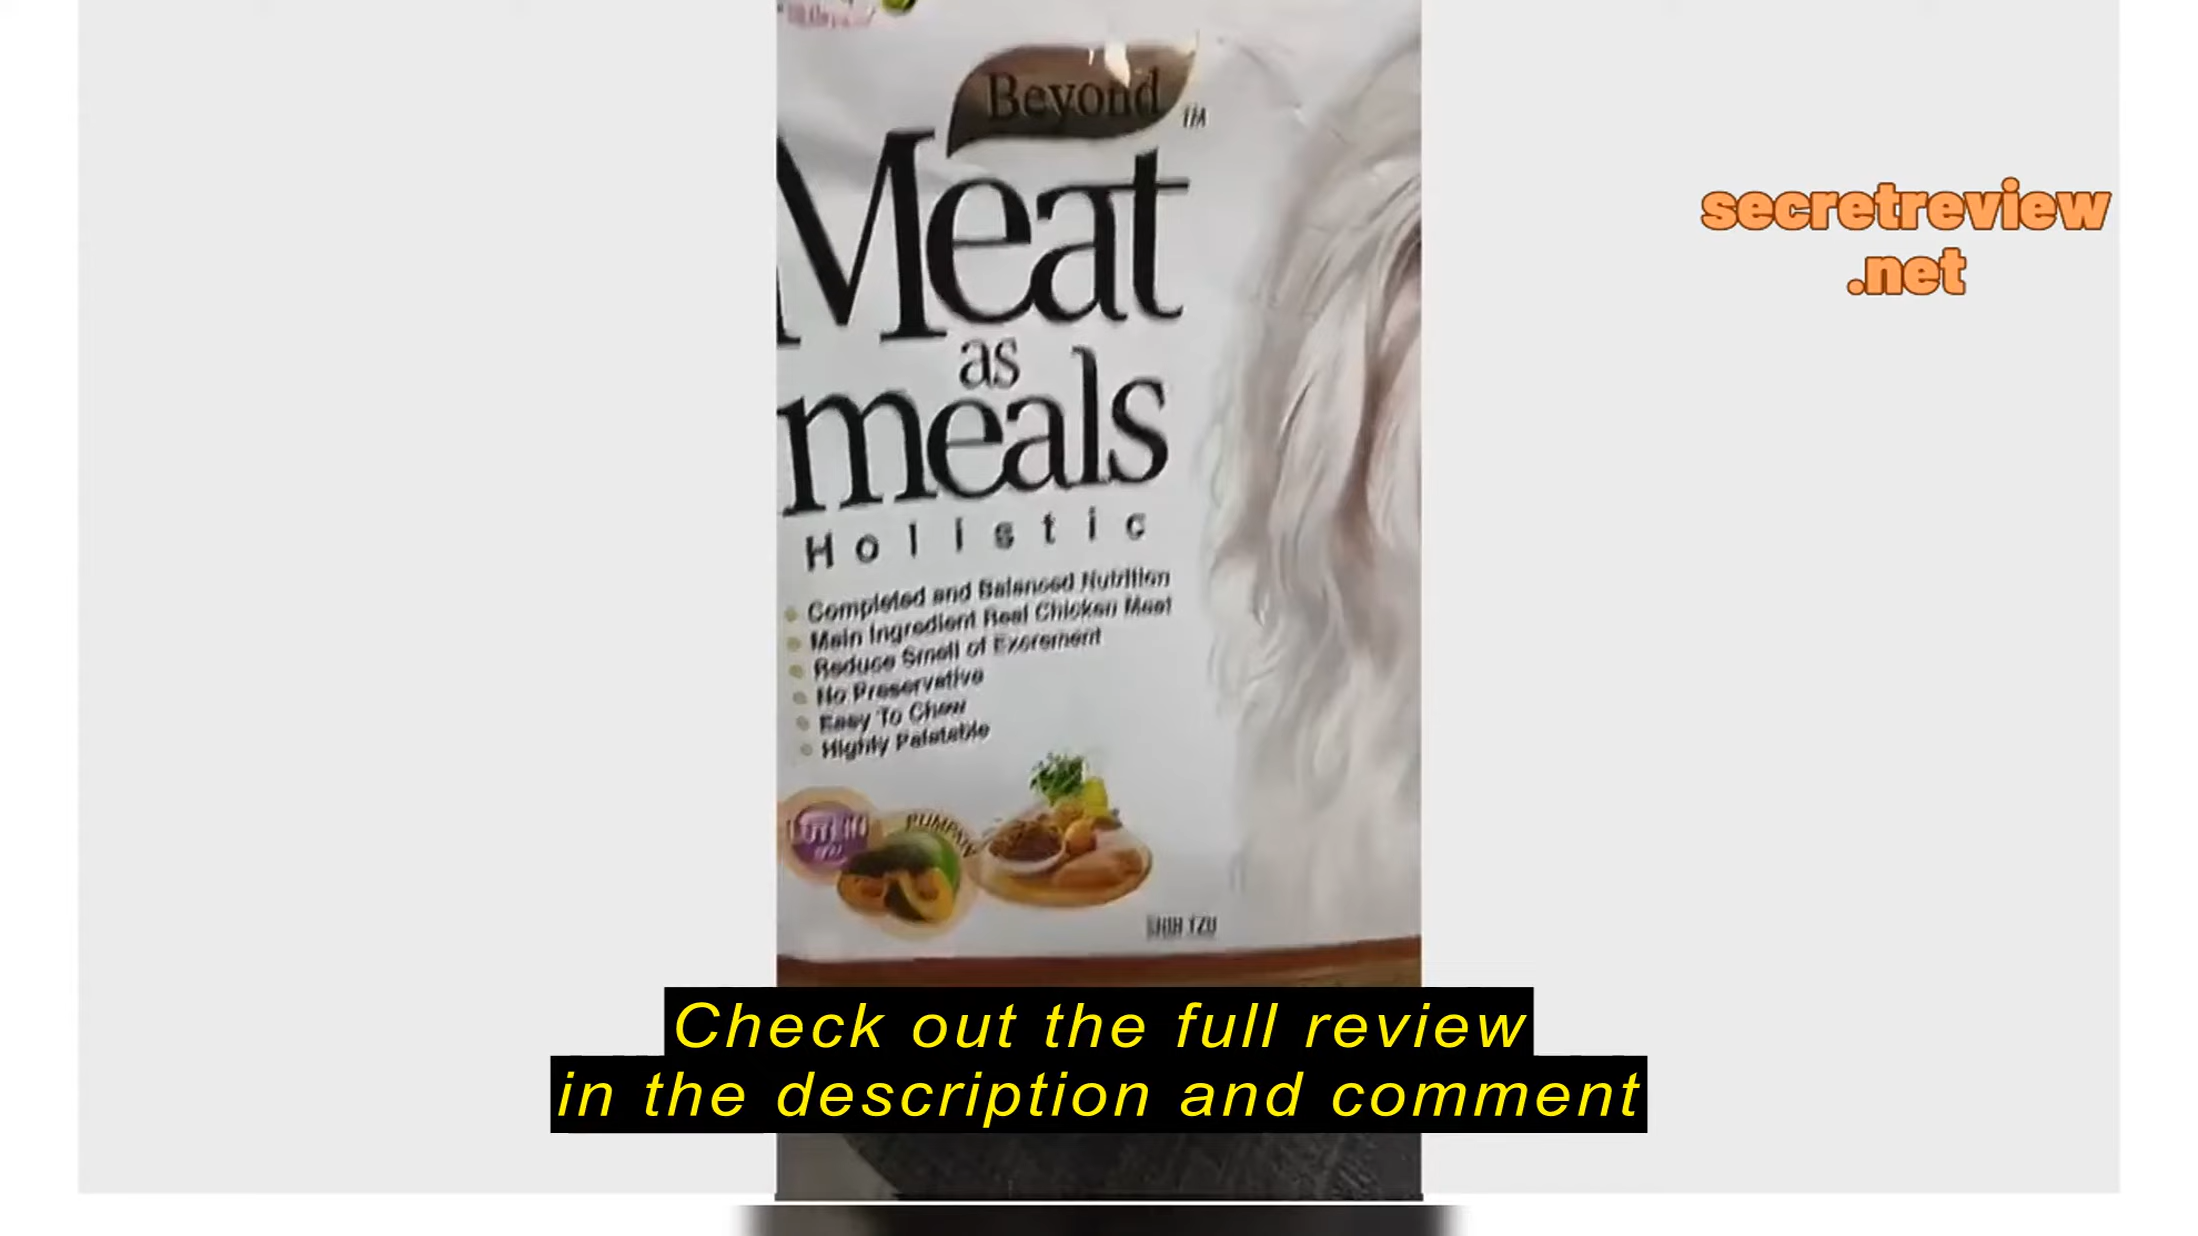 Beyond
TM
Meat
as
meals
Holistic
Completed and Balanced Nutrition
Main Ingredient Real Chicken Meat
Reduce Smell of Excrement
No Preservative
Easy To Chew
Highly Palatable
PUMPKIN
SHIH TZU
secretreview
.net
Check out the full review
in the description and comment